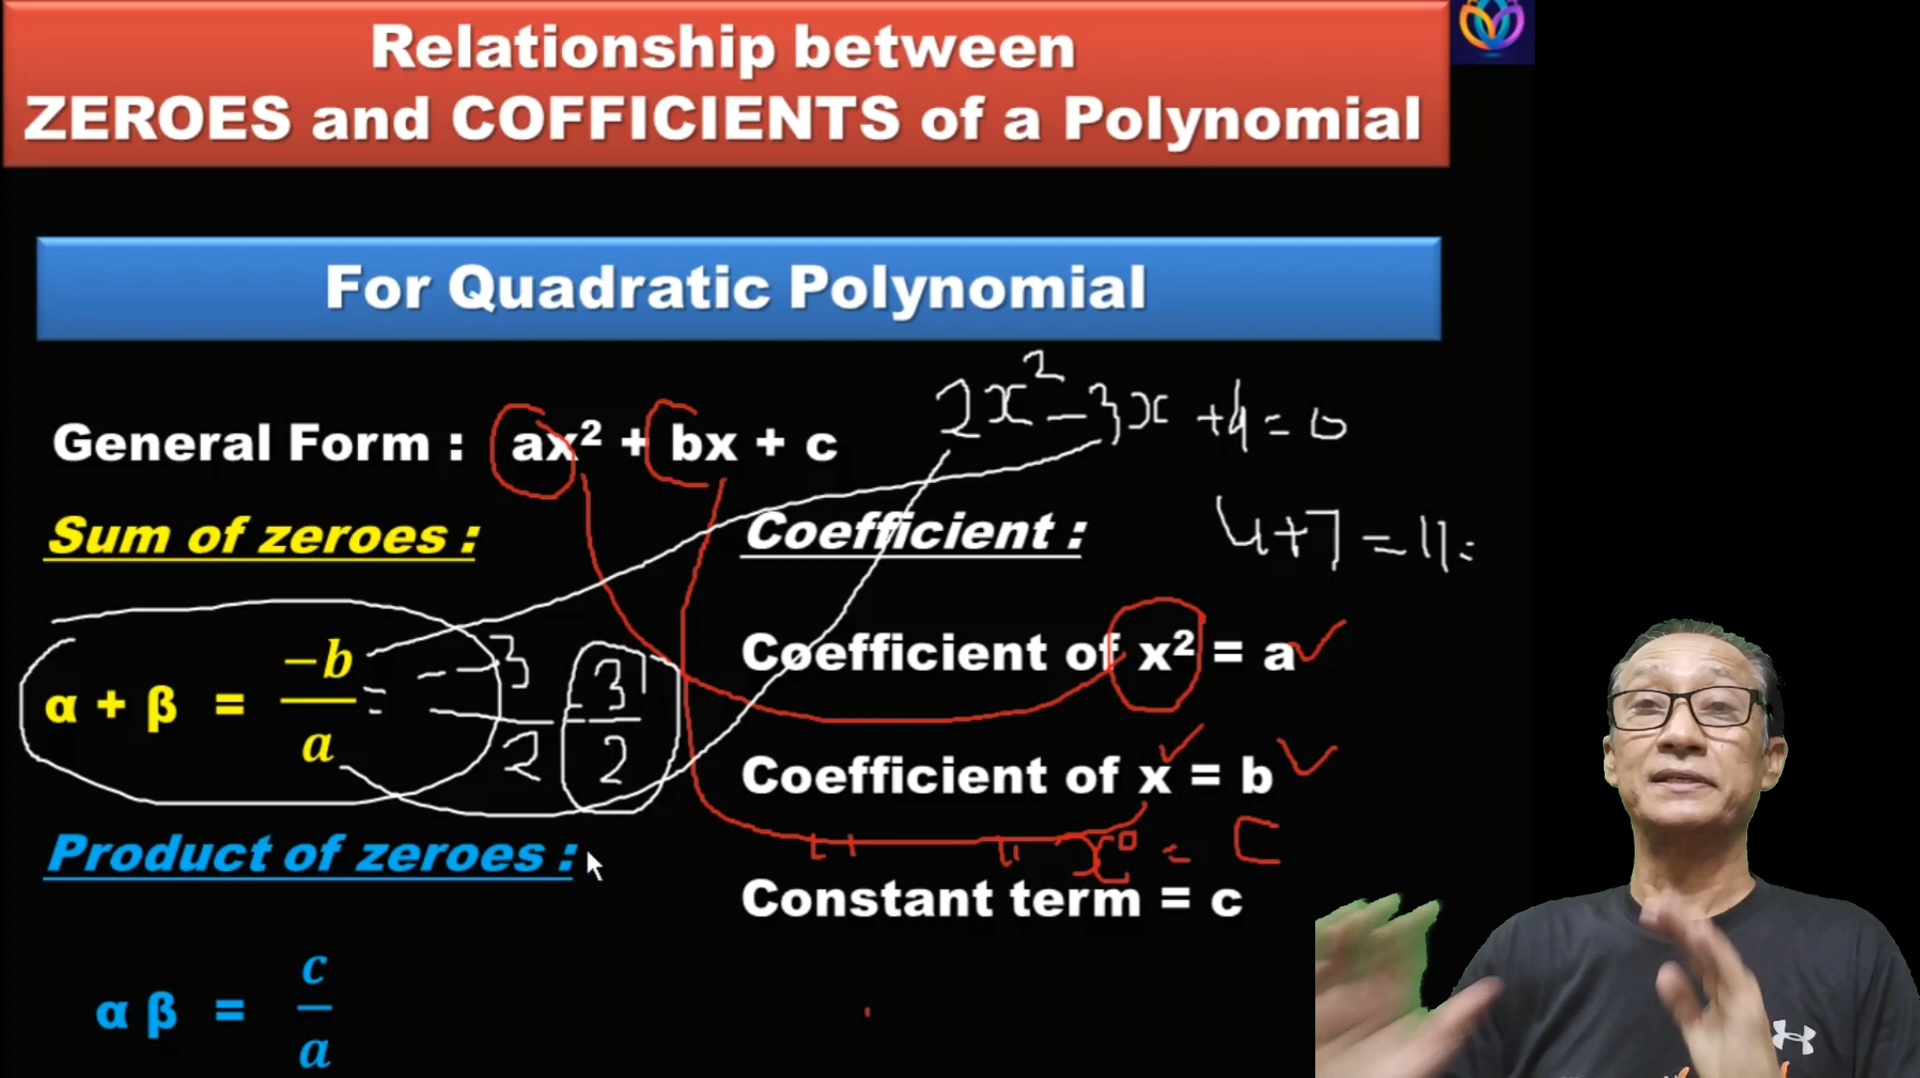 Relationship between
ZEROES and COFFICIENTS of a Polynomial
For Quadratic Polynomial
2x² - 3x + 4 = 0
General Form : ax² + bx + c
Sum of zeroes :
Coefficient :
4+7 = 11 =
α + β = -b/a = - -3/2 = 3/2
Coefficient of x² = a ✓
Coefficient of x ✓ = b ✓
Product of zeroes :
" " x⁰ = C
Constant term = c
α β = c/a